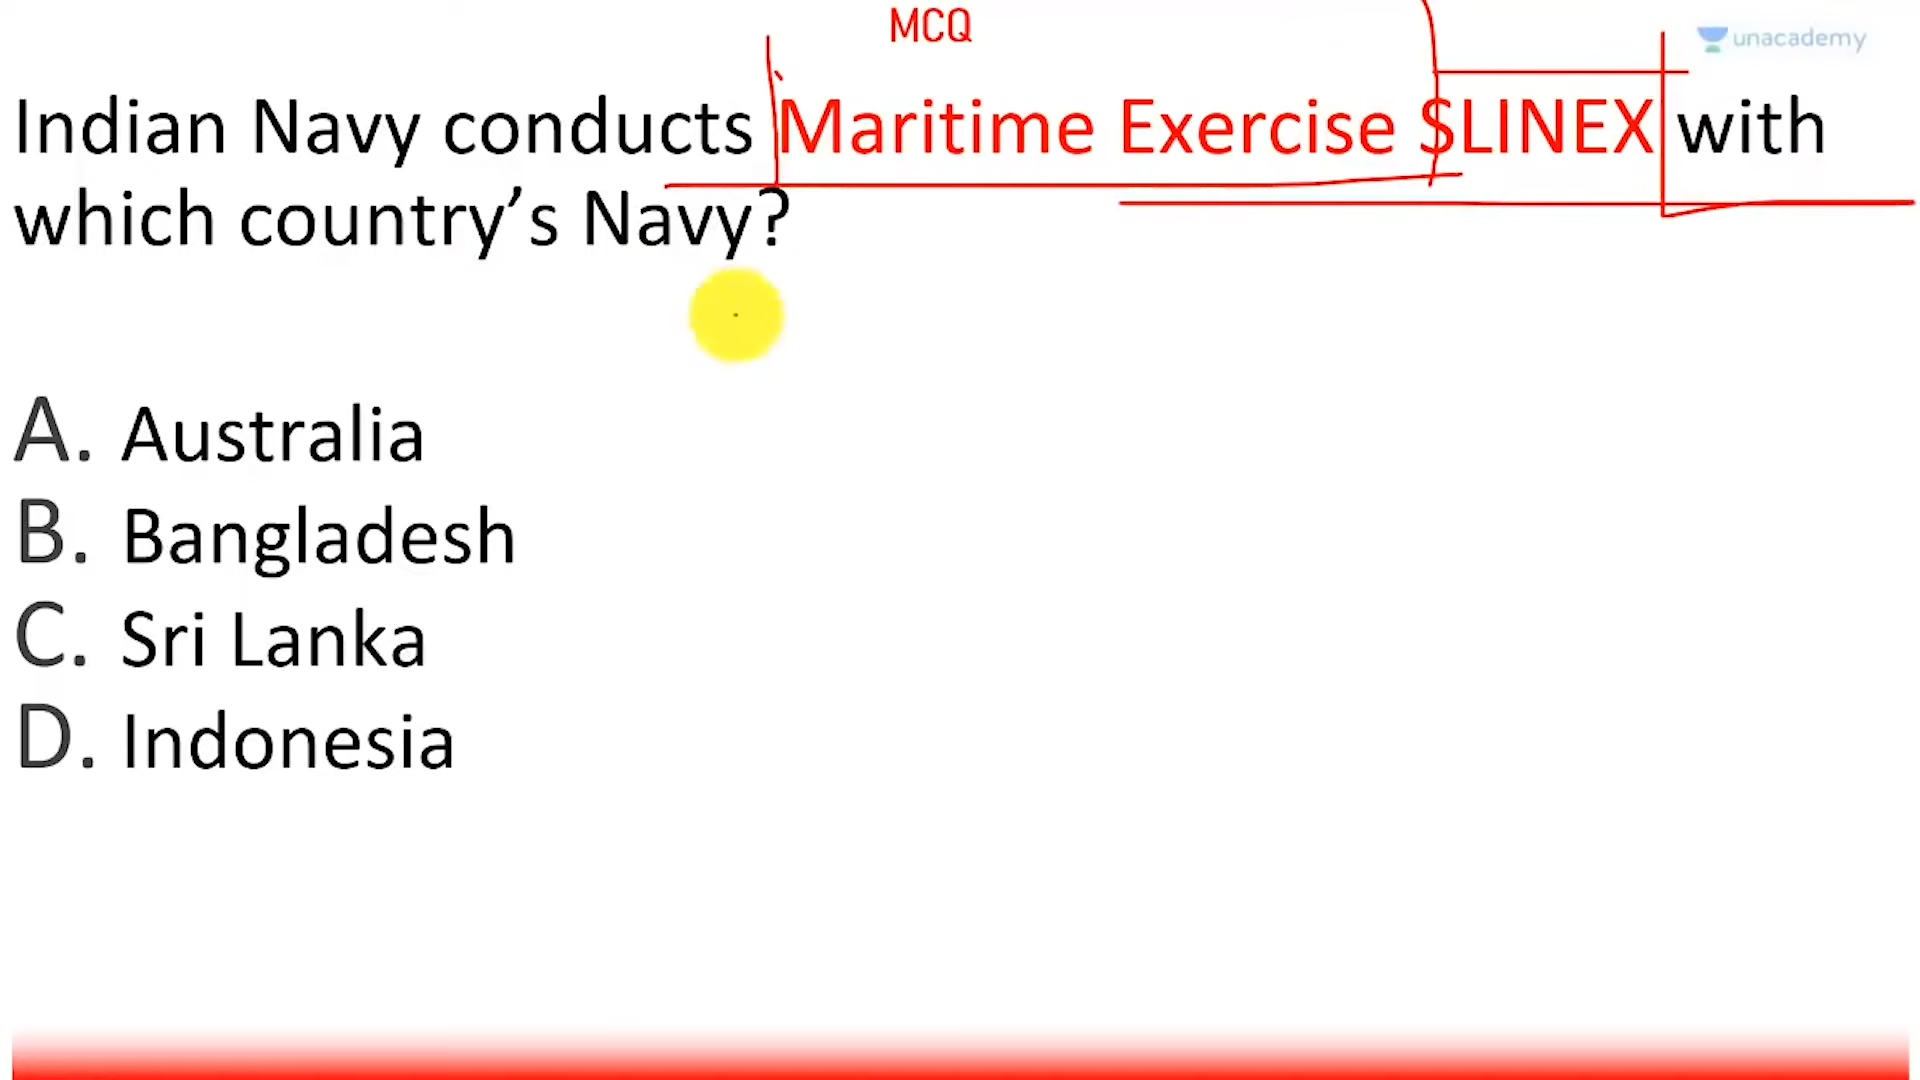 MCQ
unacademy
Indian Navy conducts Maritime Exercise SLINEX with
which country’s Navy?
A. Australia
B. Bangladesh
C. Sri Lanka
D. Indonesia